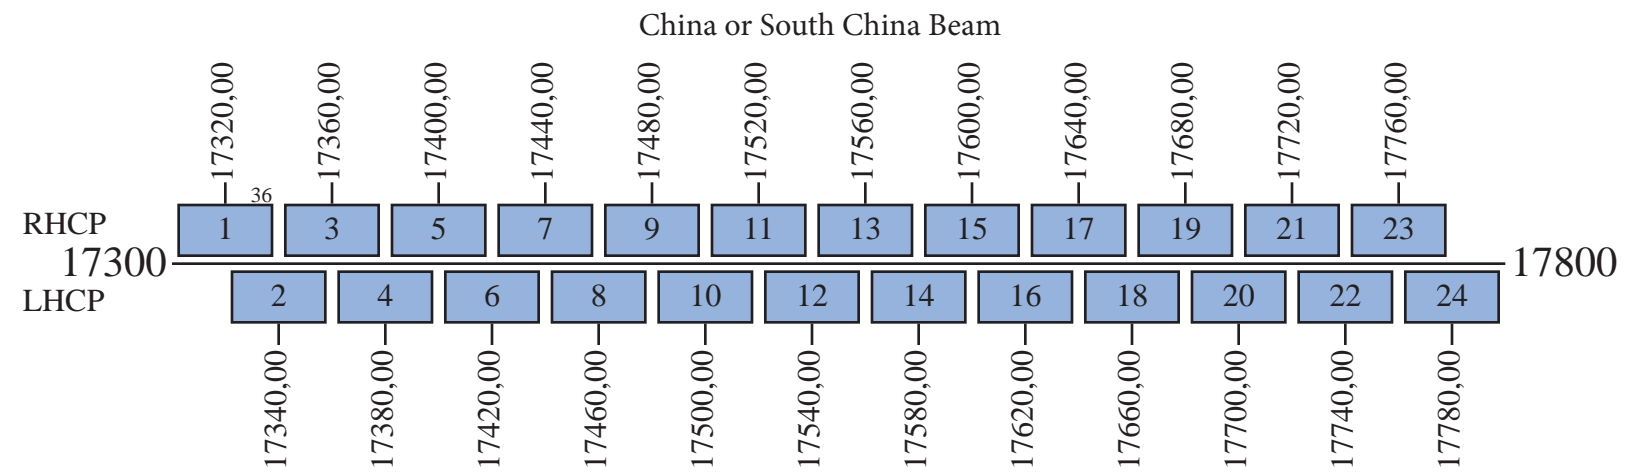 China or South China Beam
17320,00 17360,00 17400,00 17440,00 17480,00 17520,00 17560,00 17600,00 17640,00 17680,00 17720,00 17760,00
36
RHCP 1 3 5 7 9 11 13 15 17 19 21 23
17300 17800
LHCP 2 4 6 8 10 12 14 16 18 20 22 24
17340,00 17380,00 17420,00 17460,00 17500,00 17540,00 17580,00 17620,00 17660,00 17700,00 17740,00 17780,00